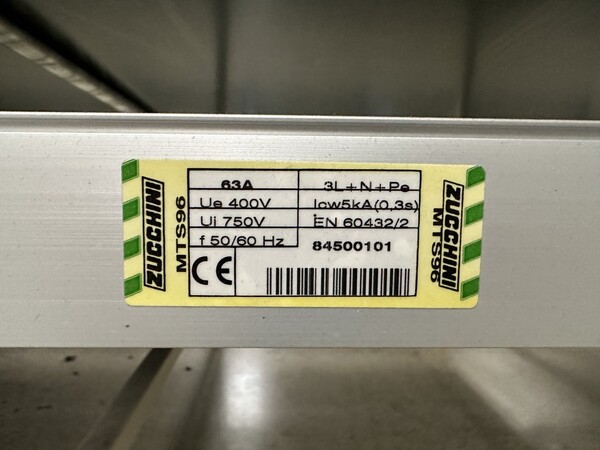 ZUCCHINI
MTS96
63A
3L+N+Pe
Ue 400V
Icw5kA(0,3s)
Ui 750V
EN 60432/2
f 50/60 Hz
84500101
CE
ZUCCHINI
MTS96